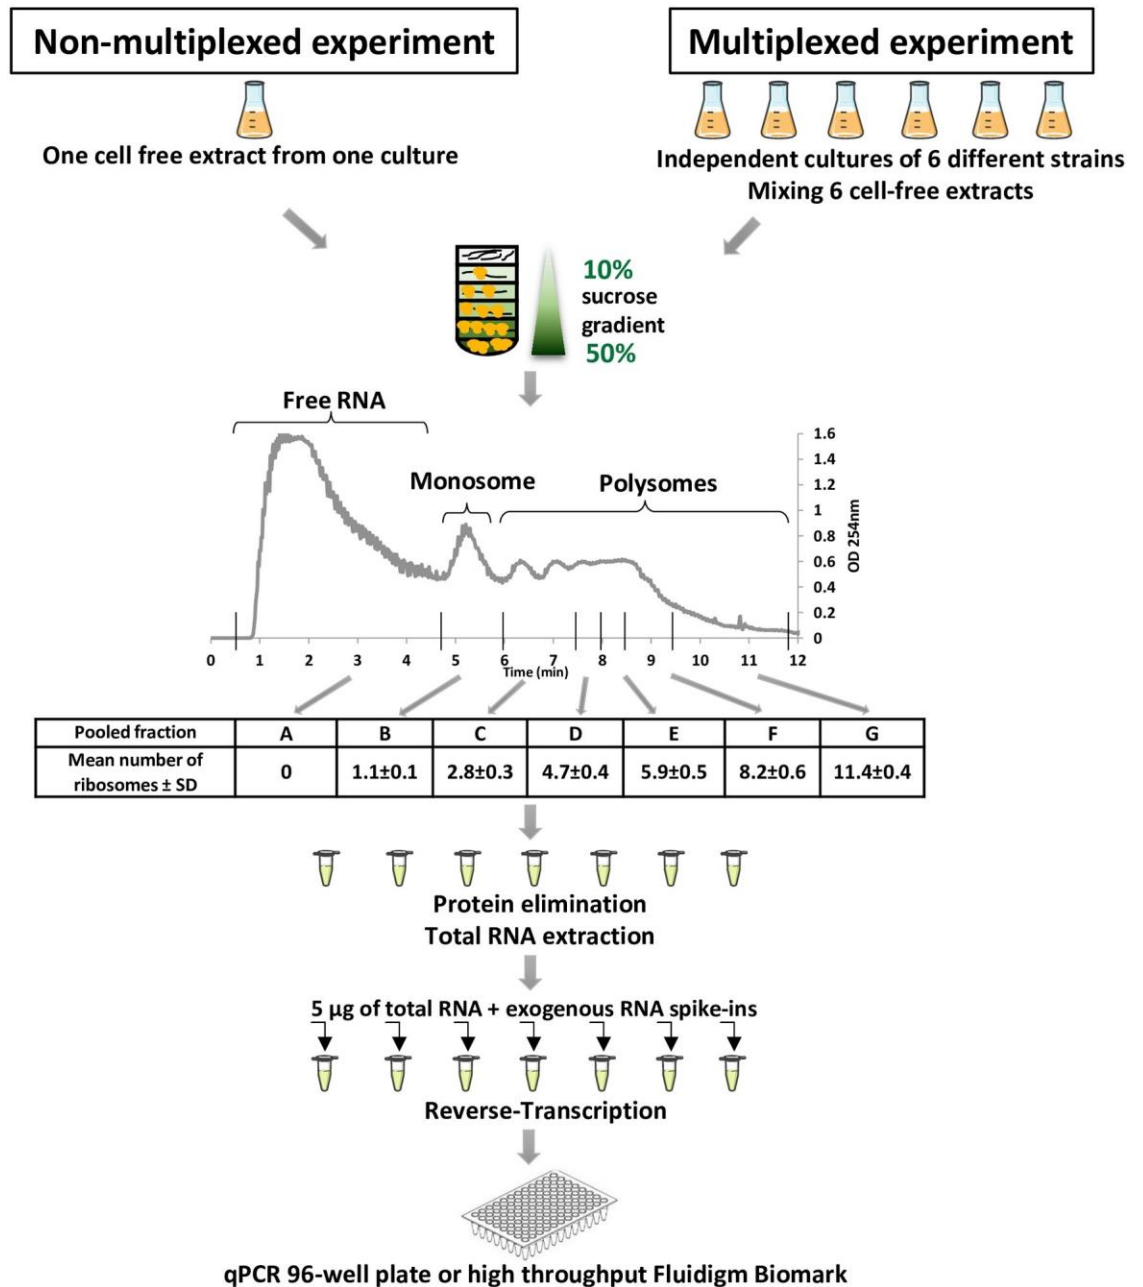 Non-multiplexed experiment
Multiplexed experiment
One cell free extract from one culture
Independent cultures of 6 different strains
Mixing 6 cell-free extracts
10%
sucrose
gradient
50%
Free RNA
Monosome
Polysomes
1.6
1.4
1.2
1
0.8
0.6
0.4
0.2
0
OD 254nm
0 1 2 3 4 5 6 7 8 9 10 11 12
Time (min)
Pooled fraction A B C D E F G
Mean number of
ribosomes ± SD 0 1.1±0.1 2.8±0.3 4.7±0.4 5.9±0.5 8.2±0.6 11.4±0.4
Protein elimination
Total RNA extraction
5 µg of total RNA + exogenous RNA spike-ins
Reverse-Transcription
qPCR 96-well plate or high throughput Fluidigm Biomark